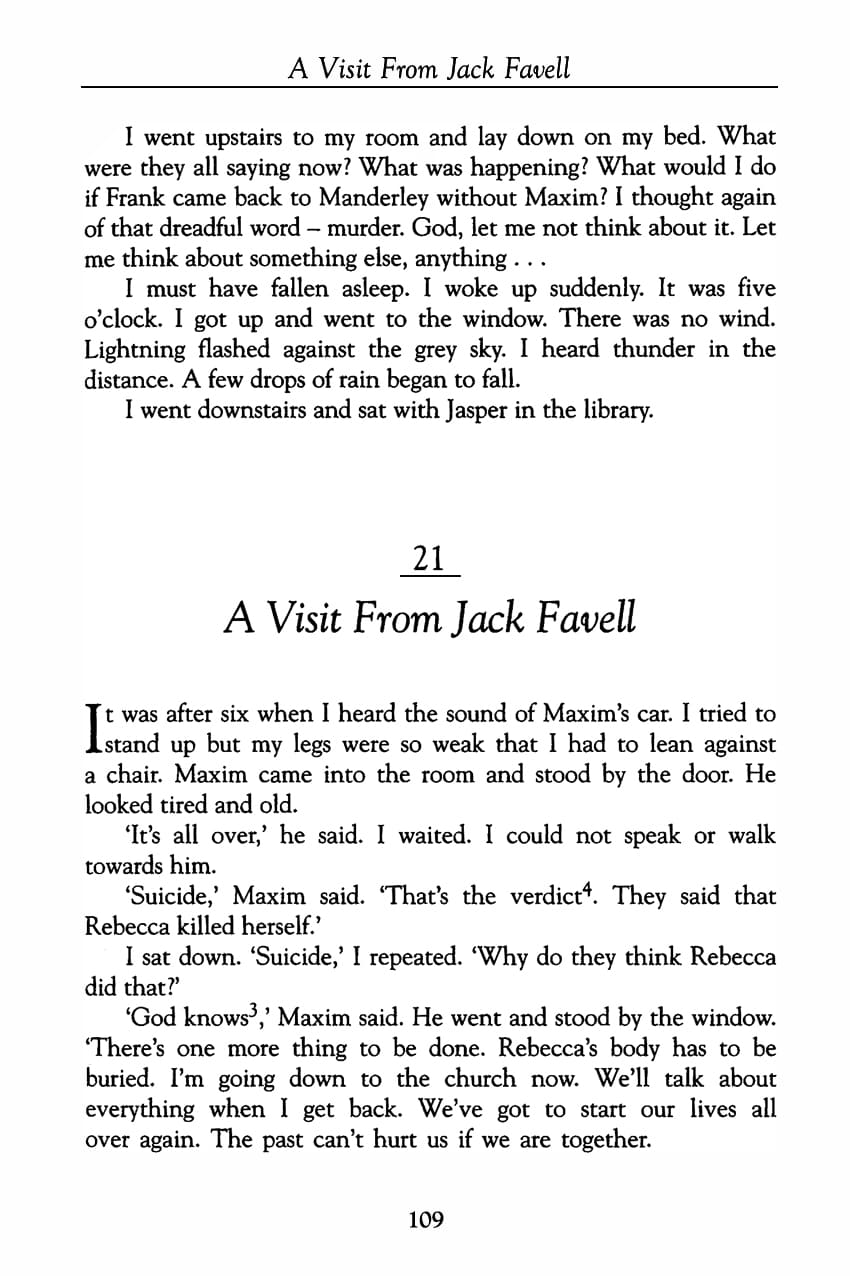 A Visit From Jack Favell
I went upstairs to my room and lay down on my bed. What
were they all saying now? What was happening? What would I do
if Frank came back to Manderley without Maxim? I thought again
of that dreadful word – murder. God, let me not think about it. Let
me think about something else, anything . . .
I must have fallen asleep. I woke up suddenly. It was five
o’clock. I got up and went to the window. There was no wind.
Lightning flashed against the grey sky. I heard thunder in the
distance. A few drops of rain began to fall.
I went downstairs and sat with Jasper in the library.
21
A Visit From Jack Favell
It was after six when I heard the sound of Maxim’s car. I tried to
stand up but my legs were so weak that I had to lean against
a chair. Maxim came into the room and stood by the door. He
looked tired and old.
‘It’s all over,’ he said. I waited. I could not speak or walk
towards him.
‘Suicide,’ Maxim said. ‘That’s the verdict⁴. They said that
Rebecca killed herself.’
I sat down. ‘Suicide,’ I repeated. ‘Why do they think Rebecca
did that?’
‘God knows³,’ Maxim said. He went and stood by the window.
‘There’s one more thing to be done. Rebecca’s body has to be
buried. I’m going down to the church now. We’ll talk about
everything when I get back. We’ve got to start our lives all
over again. The past can’t hurt us if we are together.
109